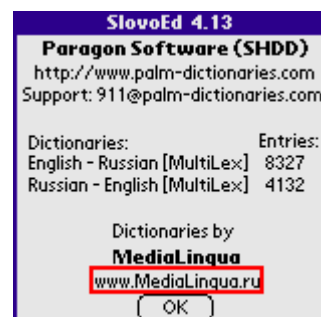 SlovoEd 4.13
Paragon Software (SHDD)
http://www.palm-dictionaries.com
Support: 911@palm-dictionaries.com
Dictionaries: Entries:
English - Russian [MultiLex] 8327
Russian - English [MultiLex] 4132
Dictionaries by
MediaLingua
www.MediaLingua.ru
OK